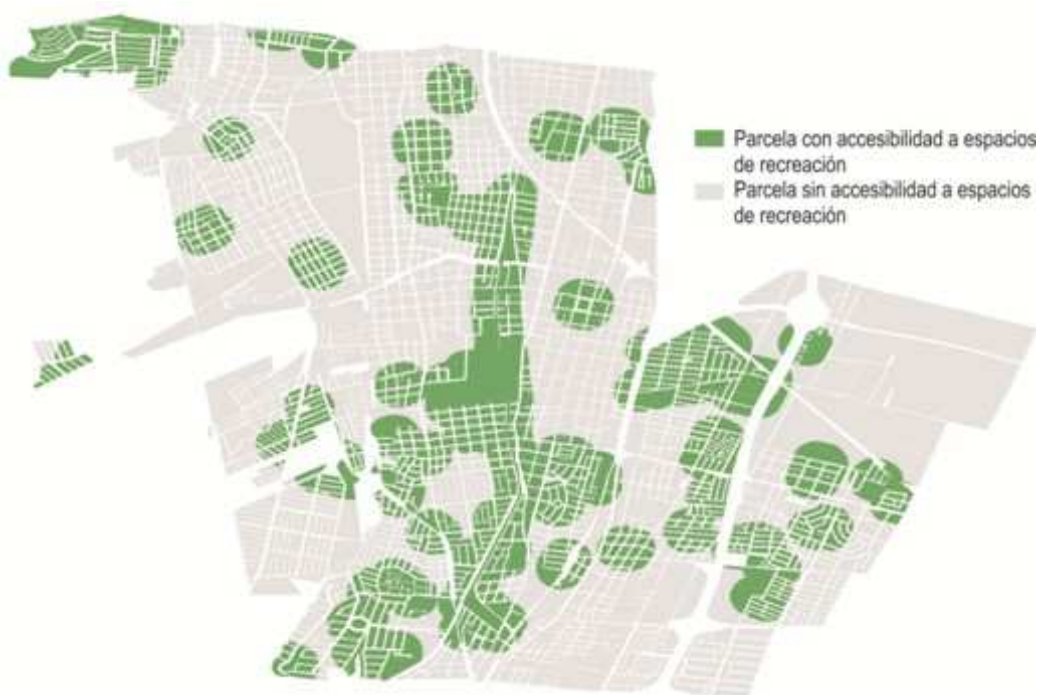 Parcela con accesibilidad a espacios
de recreación
Parcela sin accesibilidad a espacios
de recreación